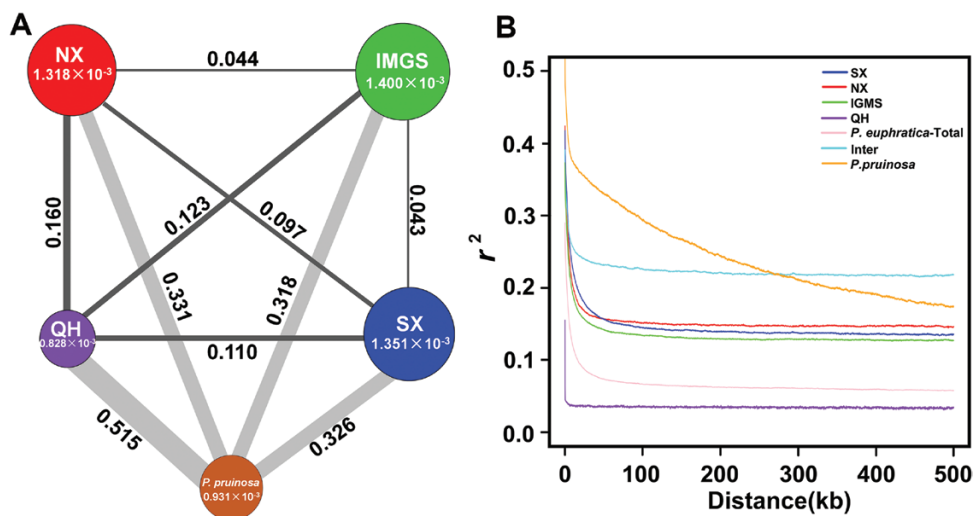 A
NX
1.318×10⁻³
0.044
IMGS
1.400×10⁻³
0.160
0.123
0.097
0.043
0.331
0.318
QH
0.828×10⁻³
0.110
SX
1.351×10⁻³
0.515
0.326
P. pruinosa
0.931×10⁻³
B
0.5
0.4
0.3
0.2
0.1
0.0
r²
SX
NX
IGMS
QH
P. euphratica-Total
Inter
P.pruinosa
0 100 200 300 400 500
Distance(kb)